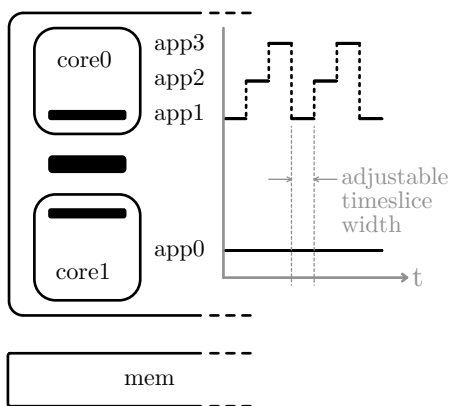 app3
core0
app2
app1
adjustable
timeslice
width
app0
core1
t
mem